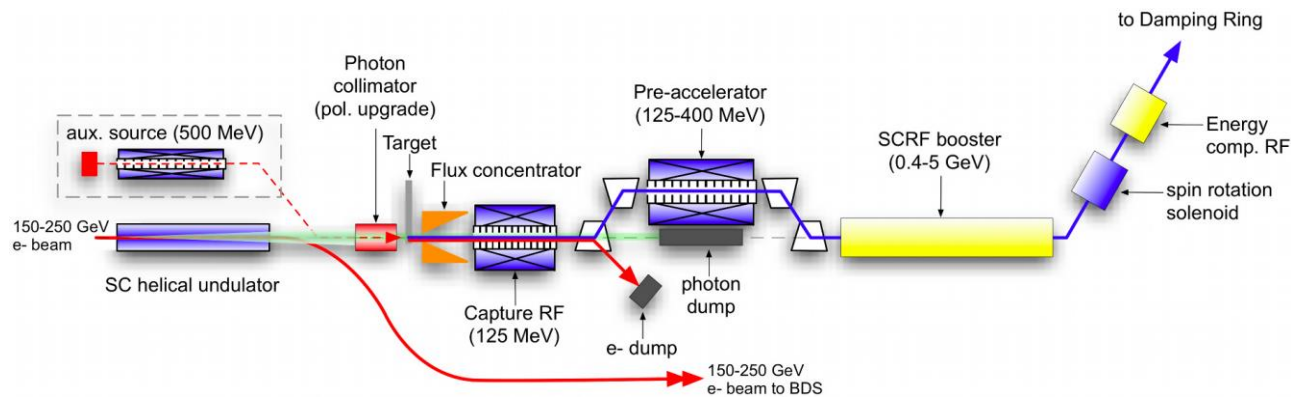 to Damping Ring
Photon
collimator
(pol. upgrade)
Pre-accelerator
(125-400 MeV)
aux. source (500 MeV)
Target
SCRF booster
(0.4-5 GeV)
Energy
comp. RF
Flux concentrator
spin rotation
solenoid
150-250 GeV
e- beam
SC helical undulator
Capture RF
(125 MeV)
photon
dump
e- dump
150-250 GeV
e- beam to BDS